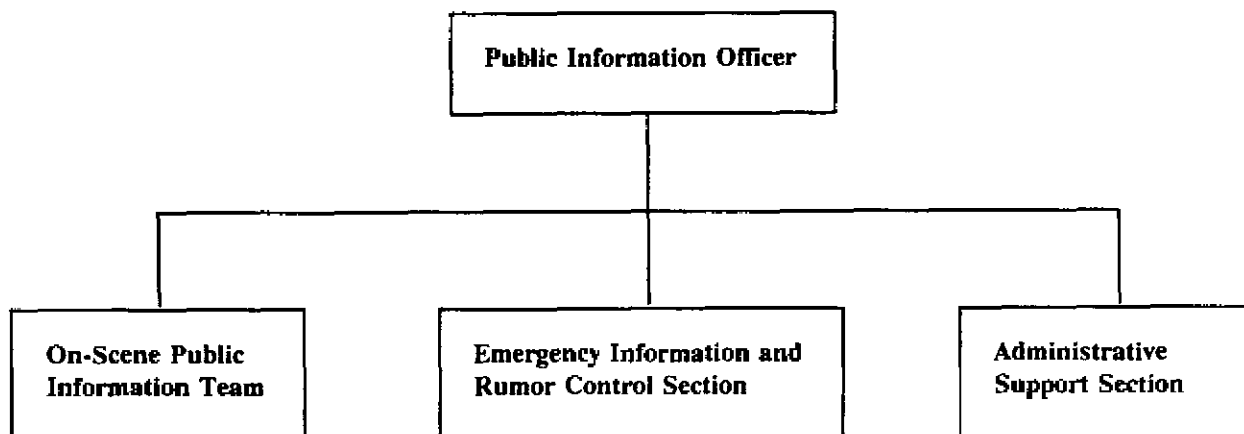 Public Information Officer
On-Scene Public
Information Team
Emergency Information and
Rumor Control Section
Administrative
Support Section